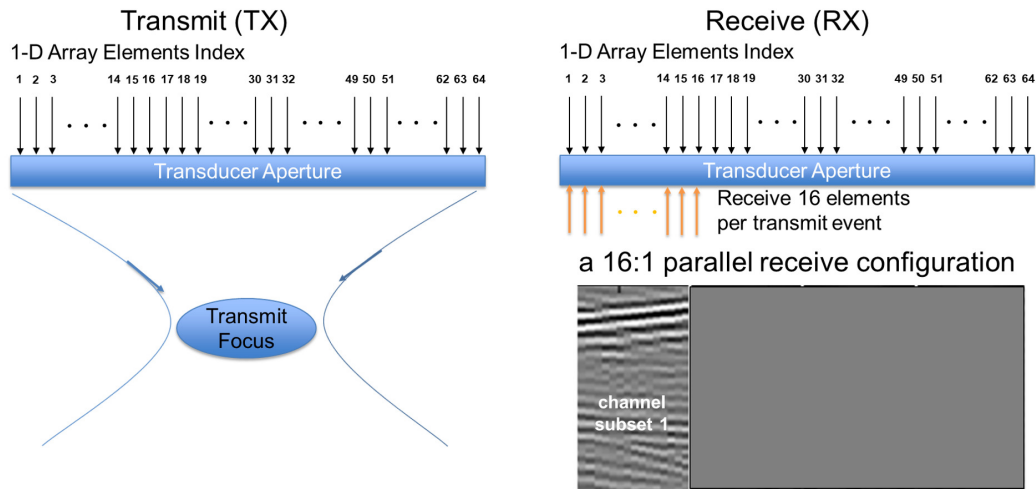 Transmit (TX)
1-D Array Elements Index
1 2 3 14 15 16 17 18 19 30 31 32 49 50 51 62 63 64
Transducer Aperture
Transmit
Focus
Receive (RX)
1-D Array Elements Index
1 2 3 14 15 16 17 18 19 30 31 32 49 50 51 62 63 64
Transducer Aperture
Receive 16 elements
per transmit event
a 16:1 parallel receive configuration
channel
subset 1